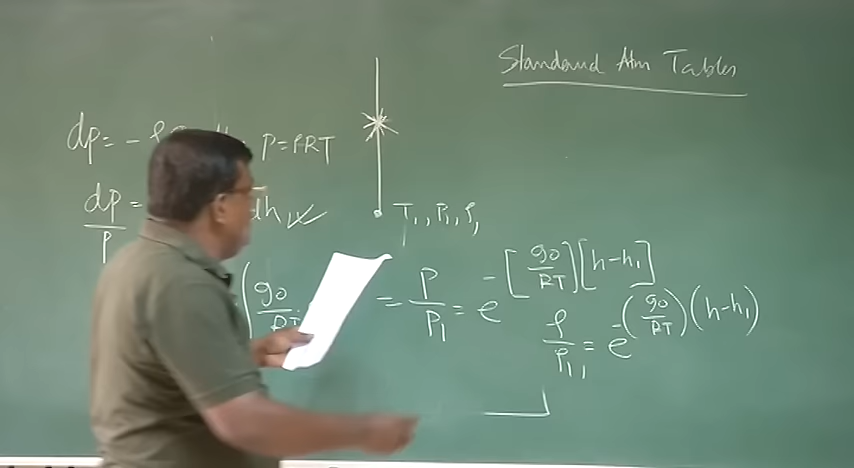 Standard Atm Tables
dp = - ρ P = ρRT
dp/P = dh
T₁, P₁, ρ₁
(g₀/RT = P/P₁ = e^-[g₀/RT][h-h₁]
ρ/ρ₁ = e^-(g₀/RT)(h-h₁)